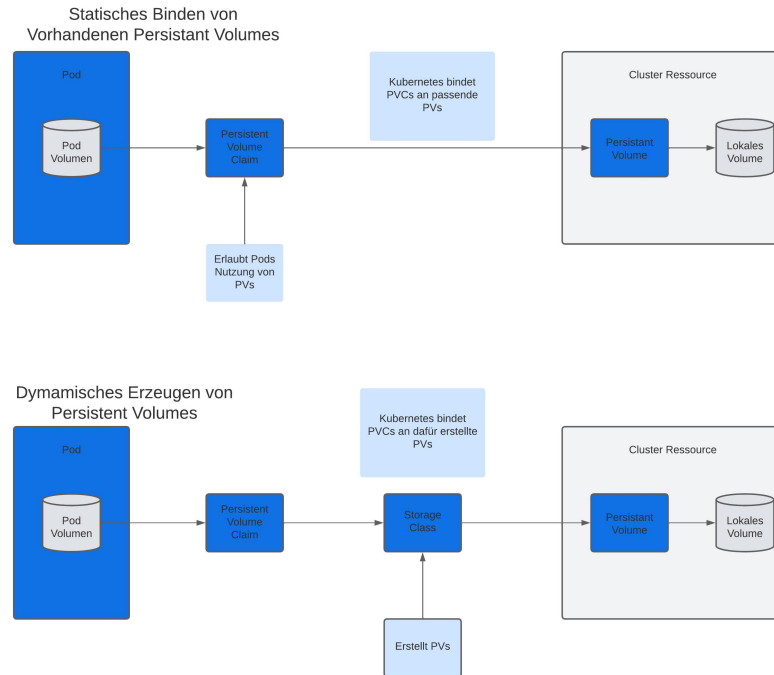 Statisches Binden von
Vorhandenen Persistant Volumes
Pod
Pod
Volumen
Persistent
Volume
Claim
Kubernetes bindet
PVCs an passende
PVs
Cluster Ressource
Persistant
Volume
Lokales
Volume
Erlaubt Pods
Nutzung von
PVs
Dymamisches Erzeugen von
Persistent Volumes
Pod
Pod
Volumen
Persistent
Volume
Claim
Kubernetes bindet
PVCs an dafür erstellte
PVs
Storage
Class
Cluster Ressource
Persistant
Volume
Lokales
Volume
Erstellt PVs